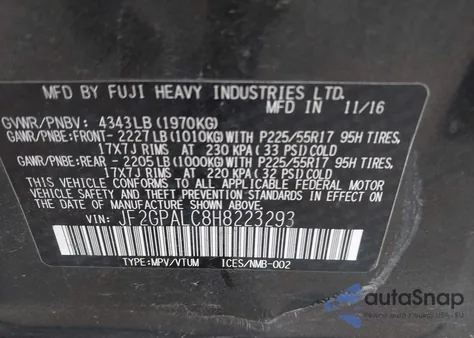 MFD BY FUJI HEAVY INDUSTRIES LTD.
MFD IN 11/16
GVWR/PNBV: 4343LB (1970KG)
GAWR/PNBE:FRONT- 2227LB(1010KG)WITH P225/55R17 95H TIRES,
17X7J RIMS AT 230 KPA(33 PSI)COLD
GAWR/PNBE:REAR - 2205LB(1000KG)WITH P225/55R17 95H TIRES,
17X7J RIMS AT 220 KPA(32 PSI)COLD
THIS VEHICLE CONFORMS TO ALL APPLICABLE FEDERAL MOTOR
VEHICLE SAFETY AND THEFT PREVENTION STANDARDS IN EFFECT ON
THE DATE OF MANUFACTURE SHOWN ABOVE.
VIN: JF2GPALC8H8223293
TYPE:MPV/VTUM ICES/NMB-002
autoSnap